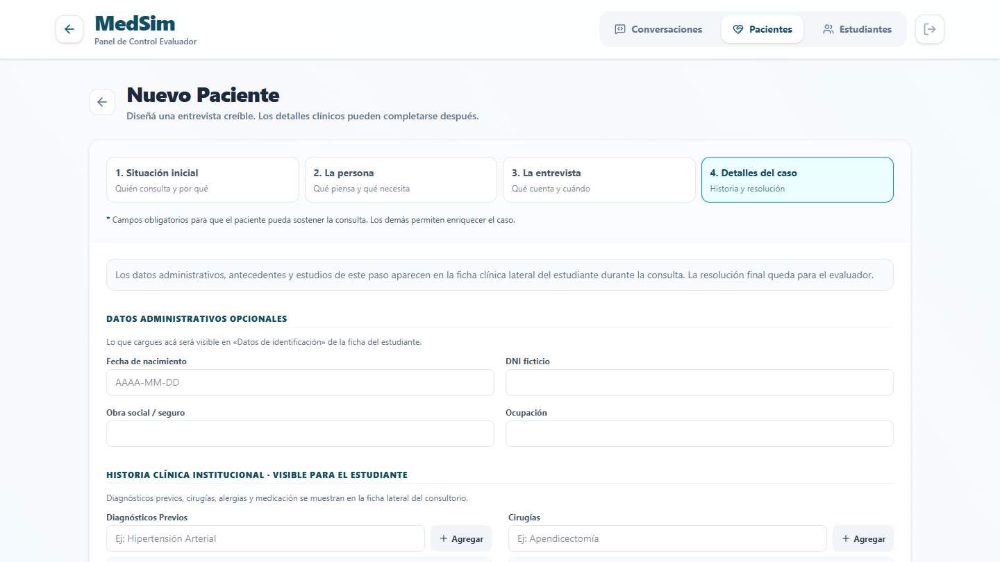 MedSim
Panel de Control Evaluador
Conversaciones
Pacientes
Estudiantes
Nuevo Paciente
Diseñá una entrevista creíble. Los detalles clínicos pueden completarse después.
1. Situación inicial
Quién consulta y por qué
2. La persona
Qué piensa y qué necesita
3. La entrevista
Qué cuenta y cuándo
4. Detalles del caso
Historia y resolución
* Campos obligatorios para que el paciente pueda sostener la consulta. Los demás permiten enriquecer el caso.
Los datos administrativos, antecedentes y estudios de este paso aparecen en la ficha clínica lateral del estudiante durante la consulta. La resolución final queda para el evaluador.
DATOS ADMINISTRATIVOS OPCIONALES
Lo que cargues acá será visible en «Datos de identificación» de la ficha del estudiante.
Fecha de nacimiento
DNI ficticio
AAAA-MM-DD
Obra social / seguro
Ocupación
HISTORIA CLÍNICA INSTITUCIONAL · VISIBLE PARA EL ESTUDIANTE
Diagnósticos previos, cirugías, alergias y medicación se muestran en la ficha lateral del consultorio.
Diagnósticos Previos
Cirugías
Ej: Hipertensión Arterial
+ Agregar
Ej: Apendicectomía
+ Agregar